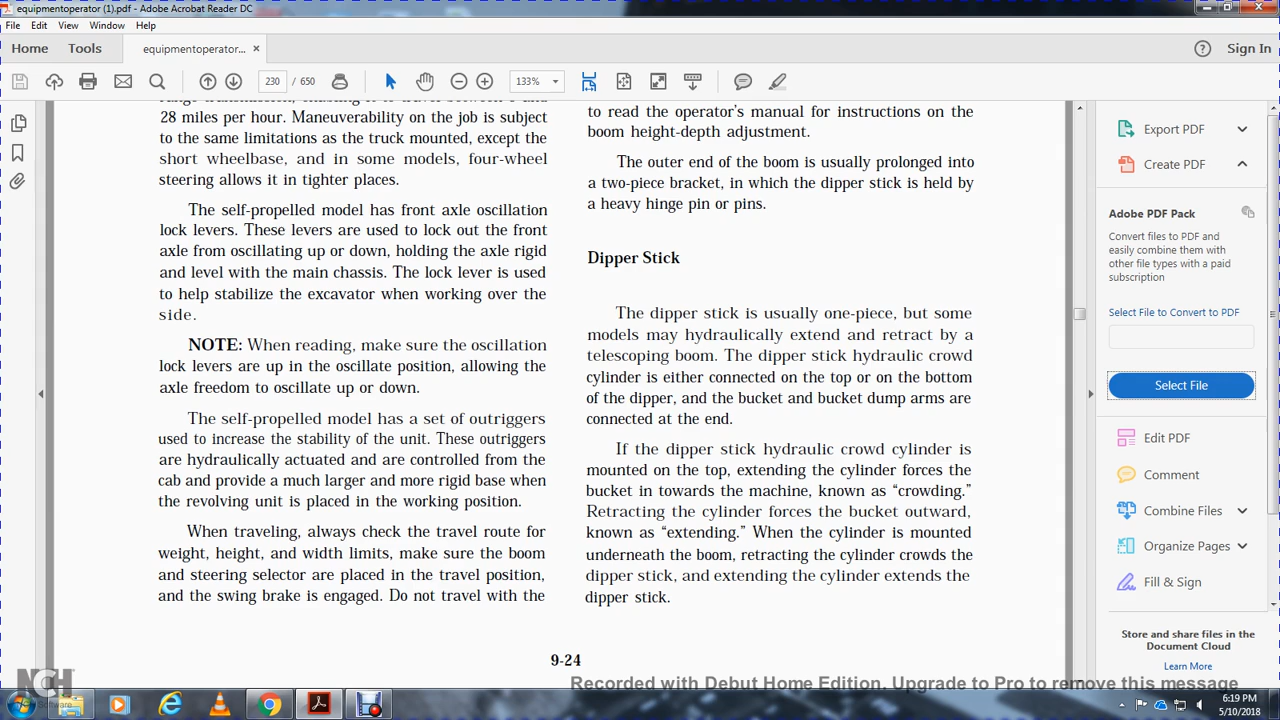 equipmentoperator (1).pdf - Adobe Acrobat Reader DC
File Edit View Window Help
Home Tools equipmentoperator... × Sign In
230 / 650 133%
28 miles per hour. Maneuverability on the job is subject
to the same limitations as the truck mounted, except the
short wheelbase, and in some models, four-wheel
steering allows it in tighter places.
The self-propelled model has front axle oscillation
lock levers. These levers are used to lock out the front
axle from oscillating up or down, holding the axle rigid
and level with the main chassis. The lock lever is used
to help stabilize the excavator when working over the
side.
NOTE: When reading, make sure the oscillation
lock levers are up in the oscillate position, allowing the
axle freedom to oscillate up or down.
The self-propelled model has a set of outriggers
used to increase the stability of the unit. These outriggers
are hydraulically actuated and are controlled from the
cab and provide a much larger and more rigid base when
the revolving unit is placed in the working position.
When traveling, always check the travel route for
weight, height, and width limits, make sure the boom
and steering selector are placed in the travel position,
and the swing brake is engaged. Do not travel with the
to read the operator's manual for instructions on the
boom height-depth adjustment.
The outer end of the boom is usually prolonged into
a two-piece bracket, in which the dipper stick is held by
a heavy hinge pin or pins.
Dipper Stick
The dipper stick is usually one-piece, but some
models may hydraulically extend and retract by a
telescoping boom. The dipper stick hydraulic crowd
cylinder is either connected on the top or on the bottom
of the dipper, and the bucket and bucket dump arms are
connected at the end.
If the dipper stick hydraulic crowd cylinder is
mounted on the top, extending the cylinder forces the
bucket in towards the machine, known as “crowding.”
Retracting the cylinder forces the bucket outward,
known as “extending.” When the cylinder is mounted
underneath the boom, retracting the cylinder crowds the
dipper stick, and extending the cylinder extends the
dipper stick.
9-24
Export PDF
Create PDF
Adobe PDF Pack
Convert files to PDF and
easily combine them with
other file types with a paid
subscription
Select File to Convert to PDF
Select File
Edit PDF
Comment
Combine Files
Organize Pages
Fill & Sign
Store and share files in the
Document Cloud
Learn More
NCH
Software
Recorded with Debut Home Edition. Upgrade to Pro to remove this message
6:19 PM
5/10/2018